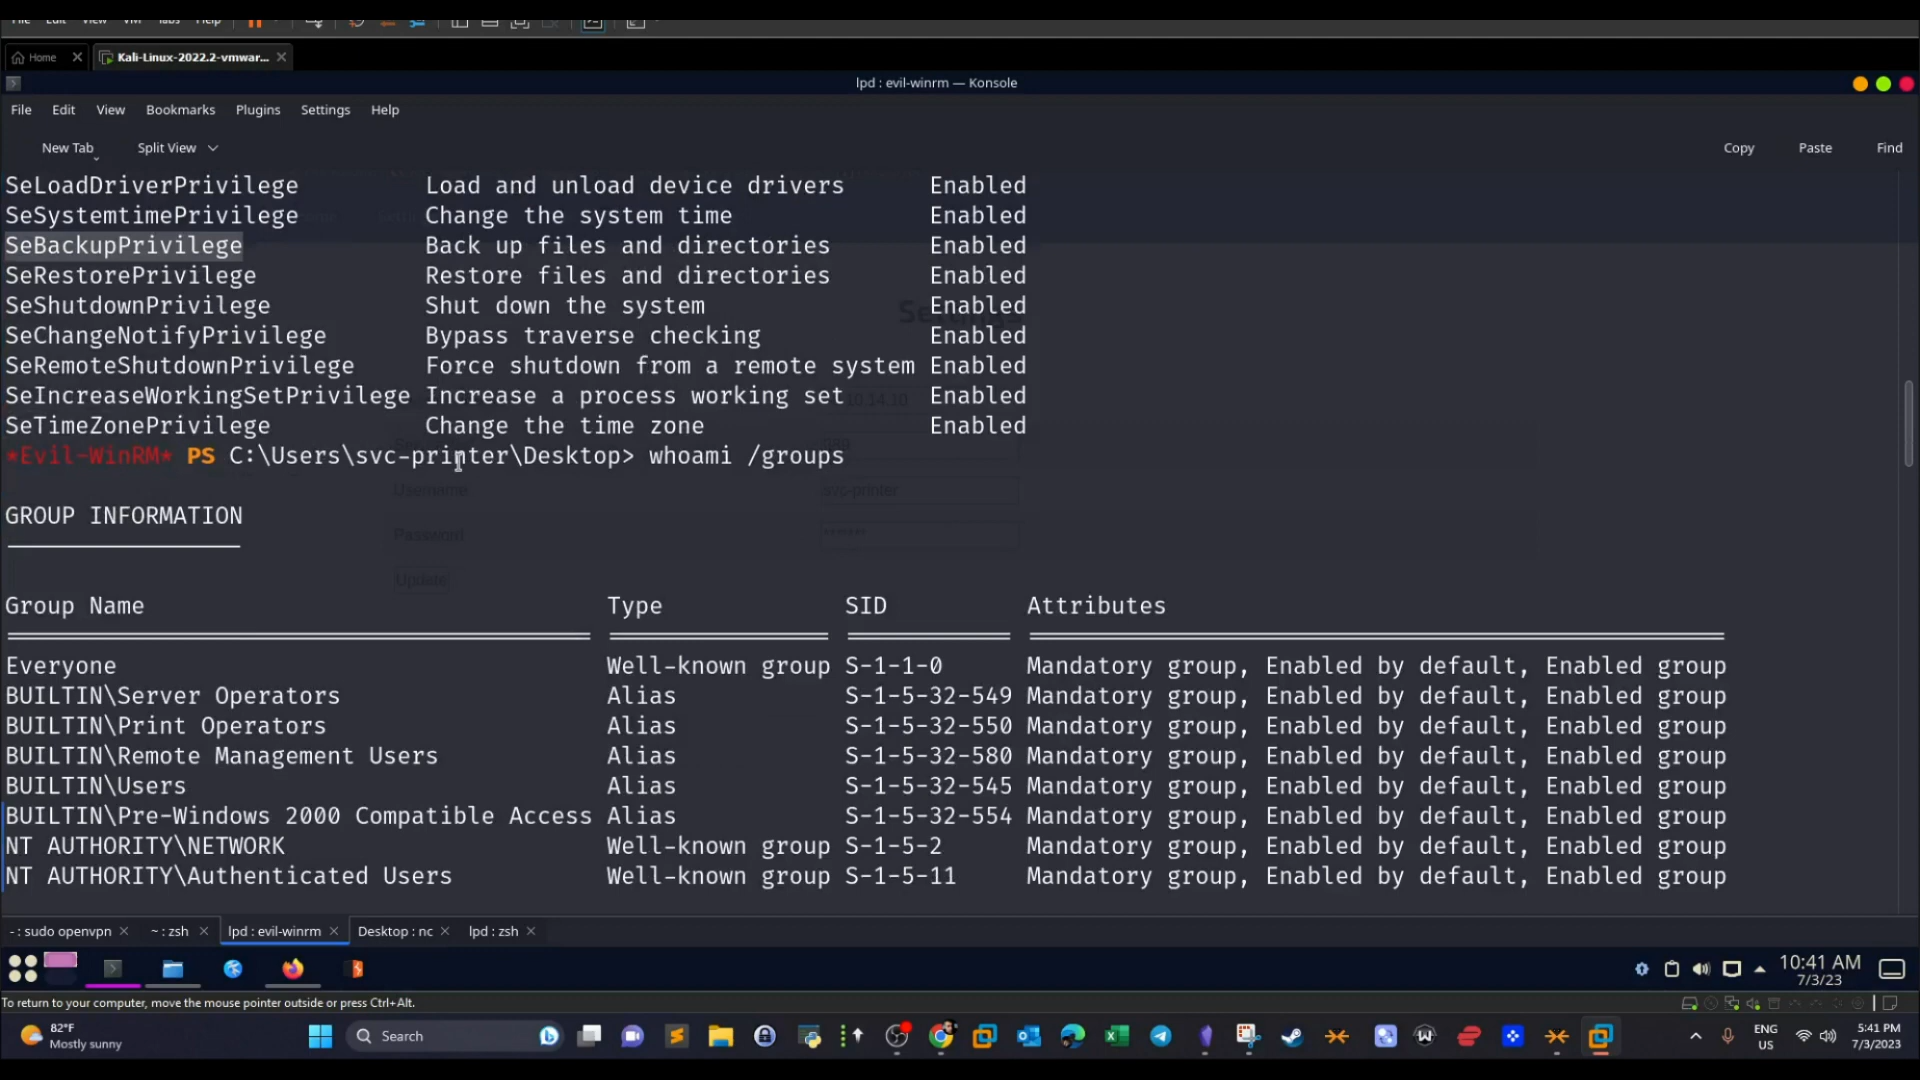 File Edit View VM Tabs Help
Home Kali-Linux-2022.2-vmwar...
lpd : evil-winrm — Konsole
File Edit View Bookmarks Plugins Settings Help
New Tab Split View Copy Paste Find
SeLoadDriverPrivilege Load and unload device drivers Enabled
SeSystemtimePrivilege Change the system time Enabled
SeBackupPrivilege Back up files and directories Enabled
SeRestorePrivilege Restore files and directories Enabled
SeShutdownPrivilege Shut down the system Enabled
SeChangeNotifyPrivilege Bypass traverse checking Enabled
SeRemoteShutdownPrivilege Force shutdown from a remote system Enabled
SeIncreaseWorkingSetPrivilege Increase a process working set Enabled
SeTimeZonePrivilege Change the time zone Enabled
*Evil-WinRM* PS C:\Users\svc-printer\Desktop> whoami /groups
Username svc-printer
GROUP INFORMATION
Password *******
Update
Group Name Type SID Attributes
Everyone Well-known group S-1-1-0 Mandatory group, Enabled by default, Enabled group
BUILTIN\Server Operators Alias S-1-5-32-549 Mandatory group, Enabled by default, Enabled group
BUILTIN\Print Operators Alias S-1-5-32-550 Mandatory group, Enabled by default, Enabled group
BUILTIN\Remote Management Users Alias S-1-5-32-580 Mandatory group, Enabled by default, Enabled group
BUILTIN\Users Alias S-1-5-32-545 Mandatory group, Enabled by default, Enabled group
BUILTIN\Pre-Windows 2000 Compatible Access Alias S-1-5-32-554 Mandatory group, Enabled by default, Enabled group
NT AUTHORITY\NETWORK Well-known group S-1-5-2 Mandatory group, Enabled by default, Enabled group
NT AUTHORITY\Authenticated Users Well-known group S-1-5-11 Mandatory group, Enabled by default, Enabled group
- : sudo openvpn ~ : zsh lpd : evil-winrm Desktop : nc lpd : zsh
10:41 AM
7/3/23
To return to your computer, move the mouse pointer outside or press Ctrl+Alt.
82°F
Mostly sunny
Search
ENG
US
5:41 PM
7/3/2023